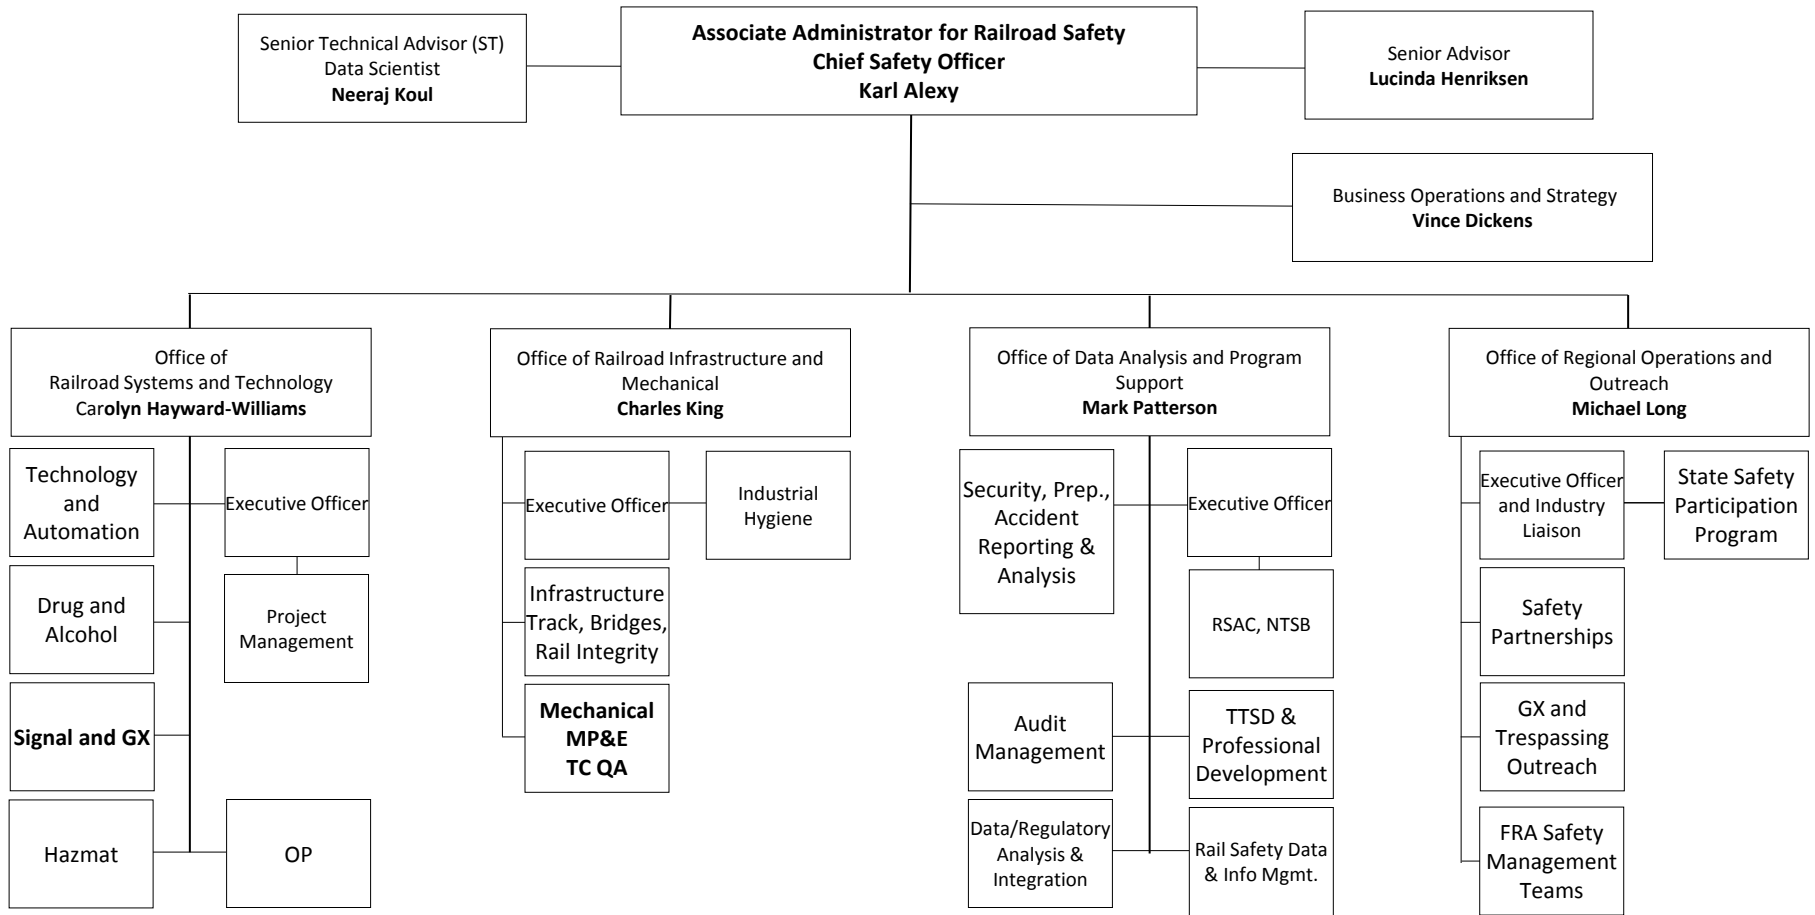 Senior Technical Advisor (ST)
Data Scientist
Neeraj Koul
Associate Administrator for Railroad Safety
Chief Safety Officer
Karl Alexy
Senior Advisor
Lucinda Henriksen
Business Operations and Strategy
Vince Dickens
Office of
Railroad Systems and Technology
Carolyn Hayward-Williams
Office of Railroad Infrastructure and
Mechanical
Charles King
Office of Data Analysis and Program
Support
Mark Patterson
Office of Regional Operations and
Outreach
Michael Long
Technology
and
Automation
Executive Officer
Drug and
Alcohol
Project
Management
Signal and GX
Hazmat
OP
Executive Officer
Industrial
Hygiene
Infrastructure
Track, Bridges,
Rail Integrity
Mechanical
MP&E
TC QA
Security, Prep.,
Accident
Reporting &
Analysis
Executive Officer
RSAC, NTSB
Audit
Management
TTSD &
Professional
Development
Data/Regulatory
Analysis &
Integration
Rail Safety Data
& Info Mgmt.
Executive Officer
and Industry
Liaison
State Safety
Participation
Program
Safety
Partnerships
GX and
Trespassing
Outreach
FRA Safety
Management
Teams